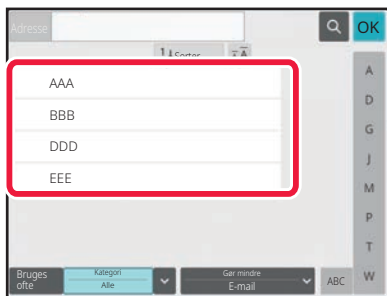 Adresse
OK
Sorter
A
AAA
D
BBB
G
DDD
J
EEE
M
P
T
Bruges ofte
Kategori
Alle
Gør mindre
E-mail
ABC
W